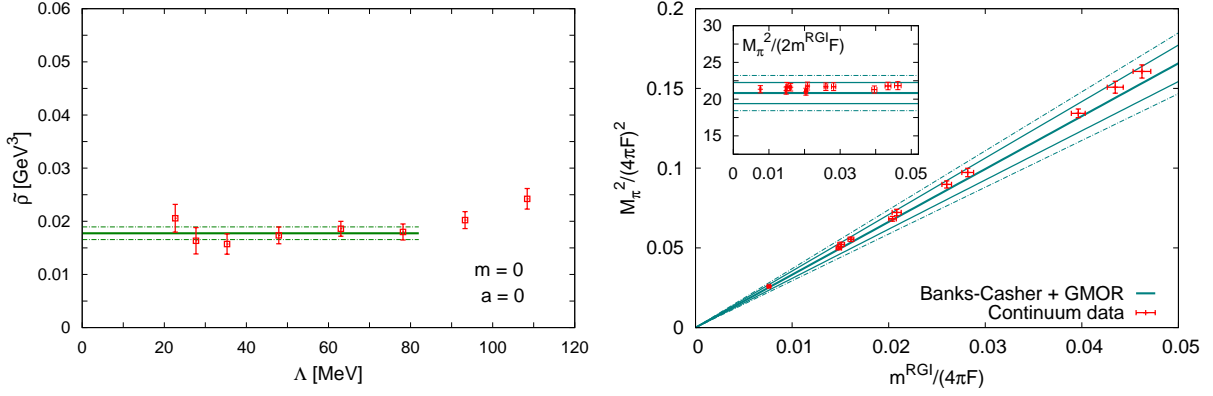 ρ̃ [GeV³]
0.06
0.05
0.04
0.03
0.02
0.01
0.00
m = 0
a = 0
0 20 40 60 80 100 120
Λ [MeV]
M_π²/(4πF)²
0.2
0.15
0.1
0.05
0
M_π²/(2m^RGI F)
30
25
20
15
0 0.01 0.03 0.05
Banks-Casher + GMOR
Continuum data
0 0.01 0.02 0.03 0.04 0.05
m^RGI/(4πF)